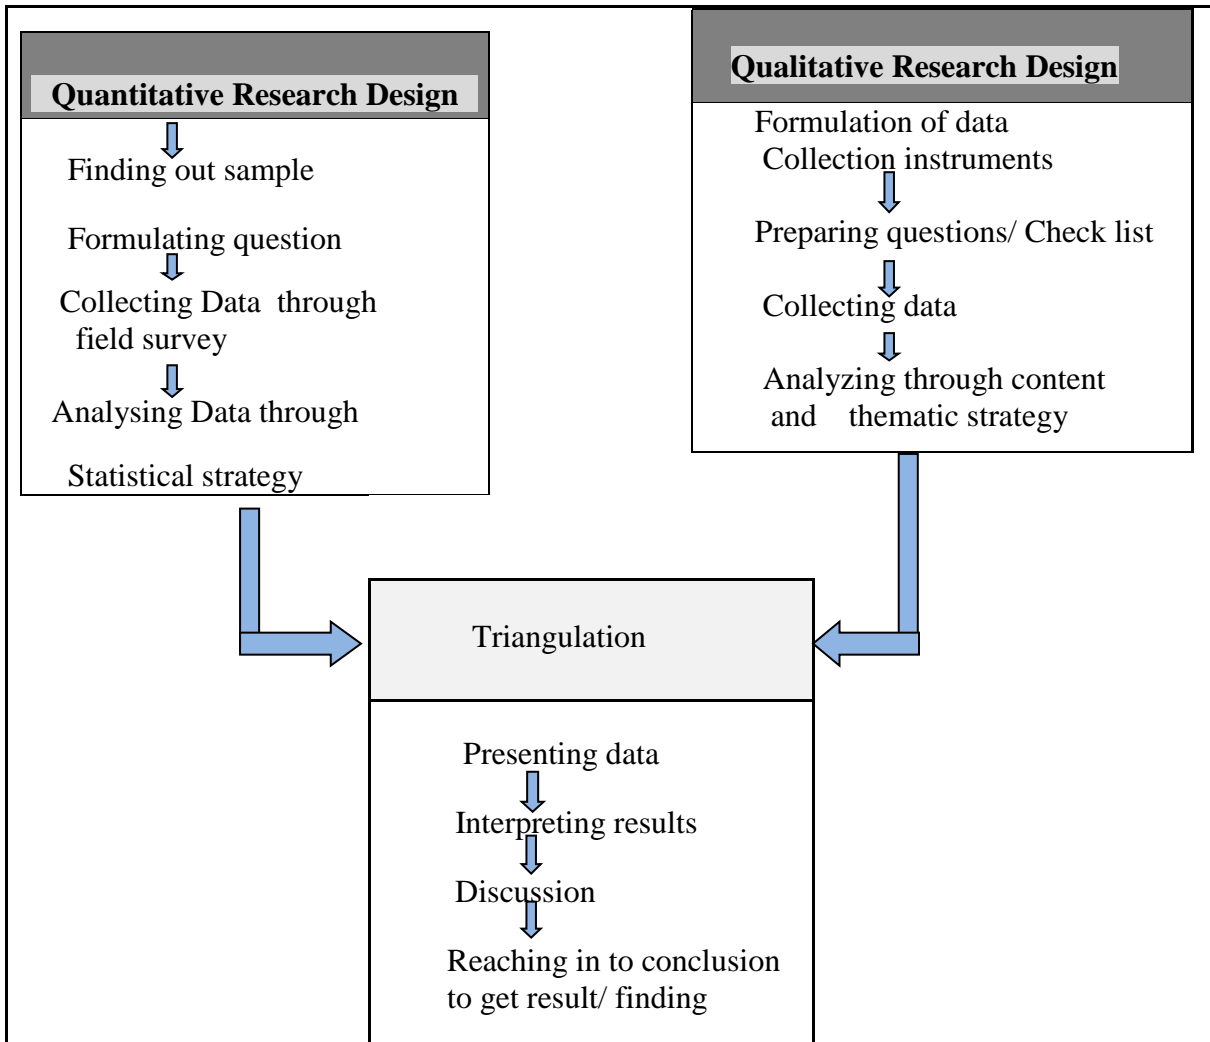 Quantitative Research Design
Finding out sample
Formulating question
Collecting Data through
field survey
Analysing Data through
Statistical strategy
Qualitative Research Design
Formulation of data
Collection instruments
Preparing questions/ Check list
Collecting data
Analyzing through content
and thematic strategy
Triangulation
Presenting data
Interpreting results
Discussion
Reaching in to conclusion
to get result/ finding